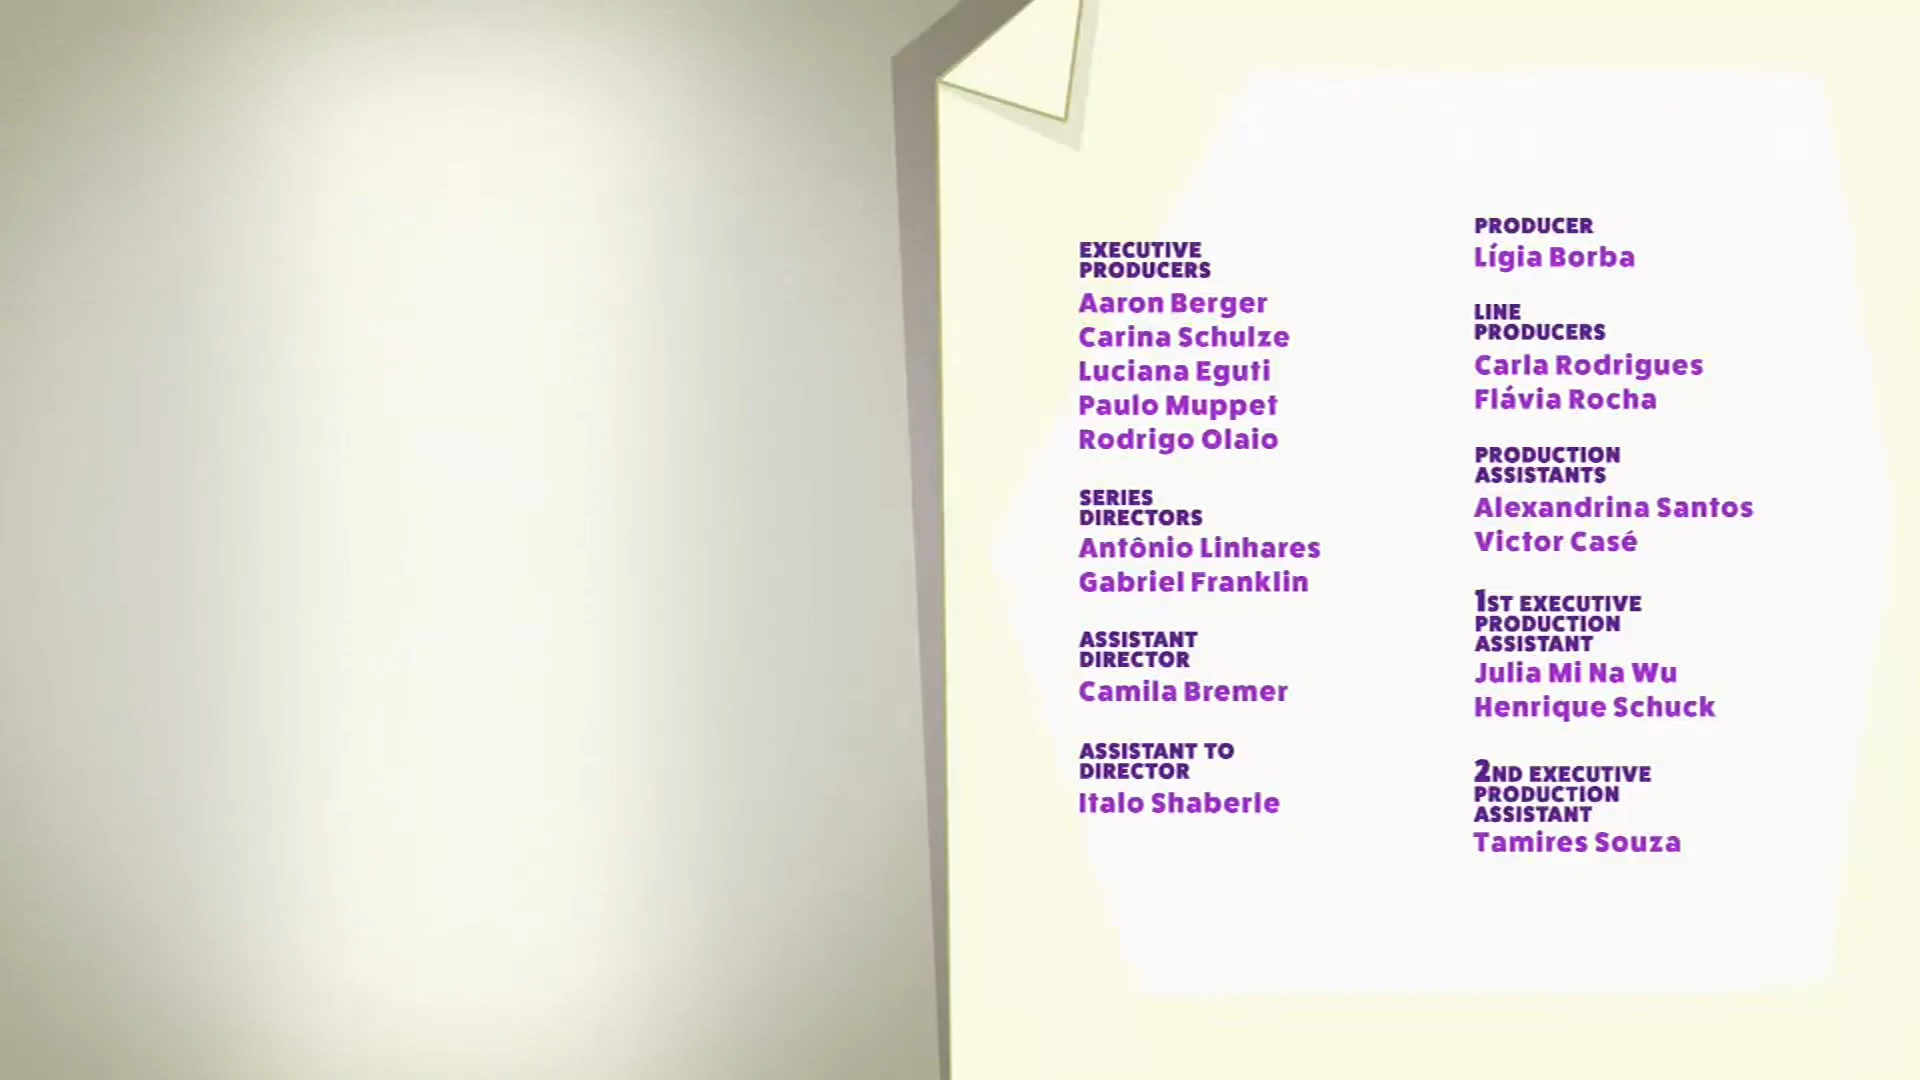 EXECUTIVE
PRODUCERS
Aaron Berger
Carina Schulze
Luciana Eguti
Paulo Muppet
Rodrigo Olaio
SERIES
DIRECTORS
Antônio Linhares
Gabriel Franklin
ASSISTANT
DIRECTOR
Camila Bremer
ASSISTANT TO
DIRECTOR
Italo Shaberle
PRODUCER
Lígia Borba
LINE
PRODUCERS
Carla Rodrigues
Flávia Rocha
PRODUCTION
ASSISTANTS
Alexandrina Santos
Victor Casé
1ST EXECUTIVE
PRODUCTION
ASSISTANT
Julia Mi Na Wu
Henrique Schuck
2ND EXECUTIVE
PRODUCTION
ASSISTANT
Tamires Souza